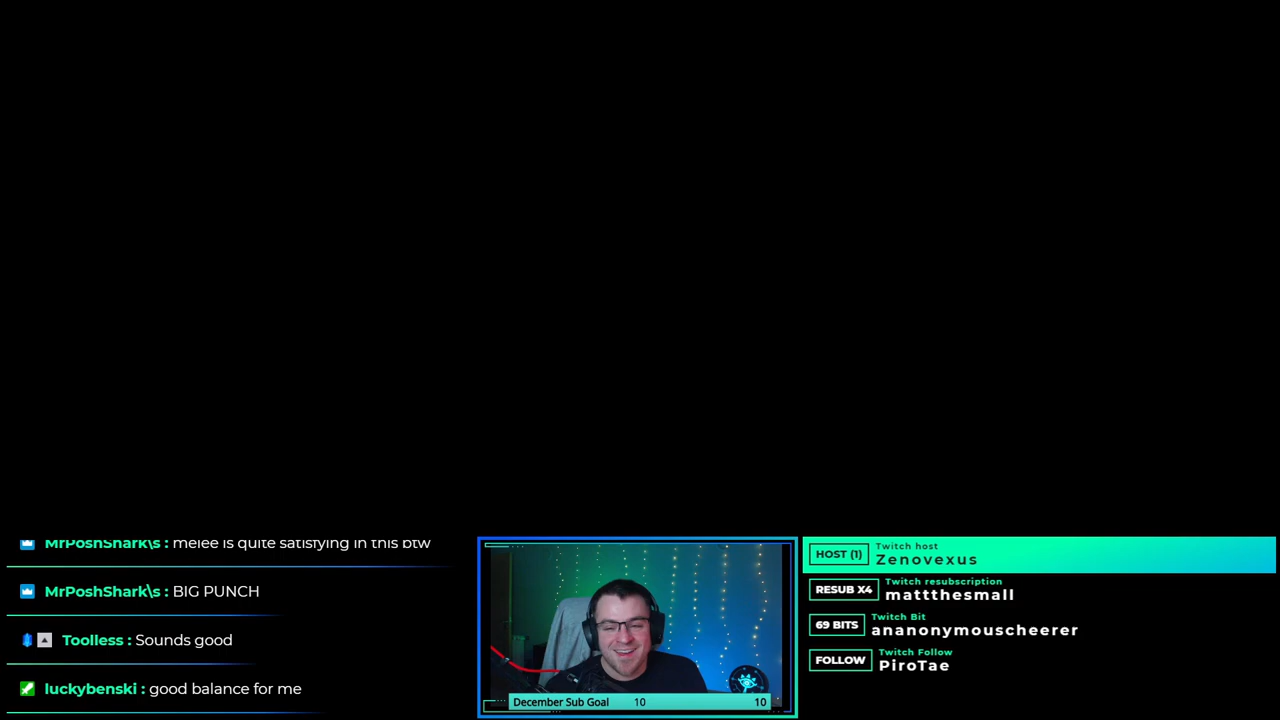 MrPoshShark\s : melee is quite satisfying in this btw
MrPoshShark\s : BIG PUNCH
Toolless : Sounds good
luckybenski : good balance for me
December Sub Goal 10 10
HOST (1) Twitch host
Zenovexus
RESUB X4 Twitch resubscription
mattthesmall
69 BITS Twitch Bit
ananonymouscheerer
FOLLOW Twitch Follow
PiroTae